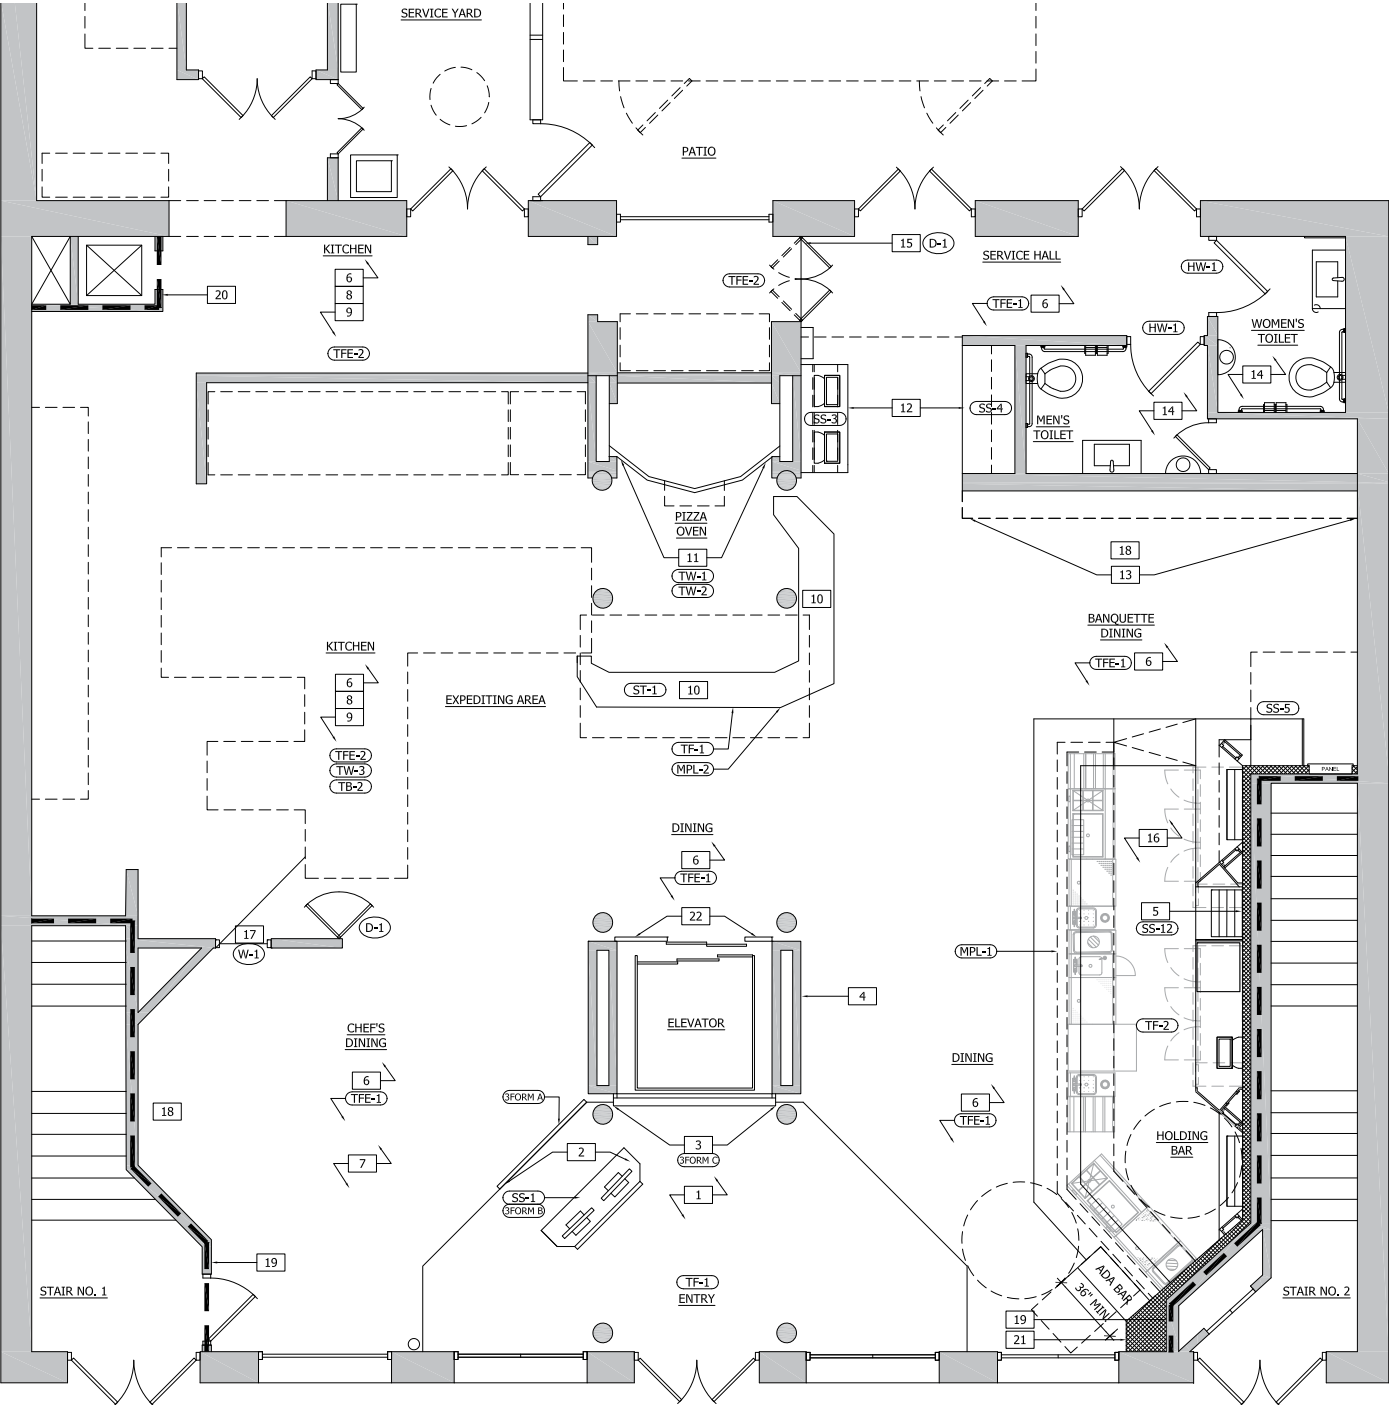 SERVICE YARD
PATIO
KITCHEN
6
8
9
TFE-2
20
15
D-1
TFE-2
SERVICE HALL
TFE-1
6
HW-1
HW-1
WOMEN'S
TOILET
14
12
SS-3
SS-4
MEN'S
TOILET
14
PIZZA
OVEN
11
TW-1
TW-2
10
18
13
BANQUETTE
DINING
TFE-1
6
KITCHEN
6
8
9
TFE-2
TW-3
TB-2
EXPEDITING AREA
ST-1
10
TF-1
MPL-2
SS-5
PANEL
DINING
6
TFE-1
16
5
SS-12
22
17
W-1
D-1
MPL-1
4
ELEVATOR
TF-2
CHEF'S
DINING
6
TFE-1
DINING
6
TFE-1
3FORM A
18
HOLDING
BAR
2
3
3FORM C
7
SS-1
3FORM B
1
19
TF-1
ENTRY
ADA BAR
36" MIN.
STAIR NO. 1
STAIR NO. 2
19
21